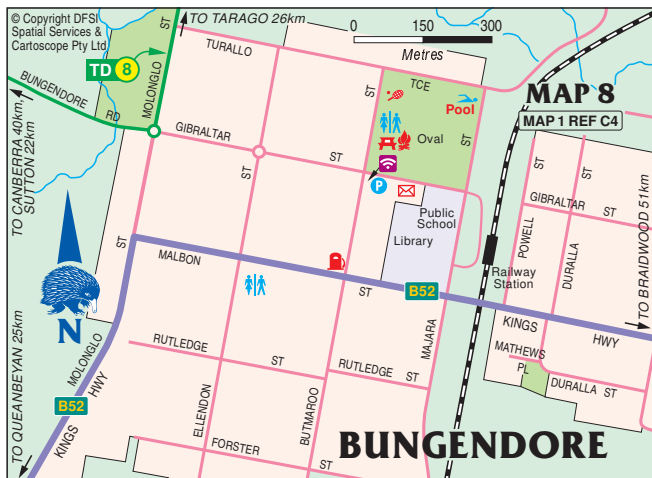 © Copyright DFSI
Spatial Services &
Cartoscope Pty Ltd
ST
TO TARAGO 26km
0 150 300
Metres
TURALLO
TCE
TD 8
MOLONGLO
BUNGENDORE
RD
ST
Pool
ST
MAP 8
MAP 1 REF C4
Oval
GIBRALTAR
ST
P
TO CANBERRA 40km,
SUTTON 22km
ST
ST
Public
School
Library
ST
GIBRALTAR
ST
POWELL
DURALLA
ST
TO BRAIDWOOD 51km
MALBON
ST
B52
Railway
Station
KINGS
HWY
N
RUTLEDGE
ST
RUTLEDGE
ST
MAJARA
MATHEWS
PL
DURALLA ST
MOLONGLO
HWY
B52
KINGS
TO QUEANBEYAN 25km
ELLENDON
BUTMAROO
FORSTER
ST
BUNGENDORE